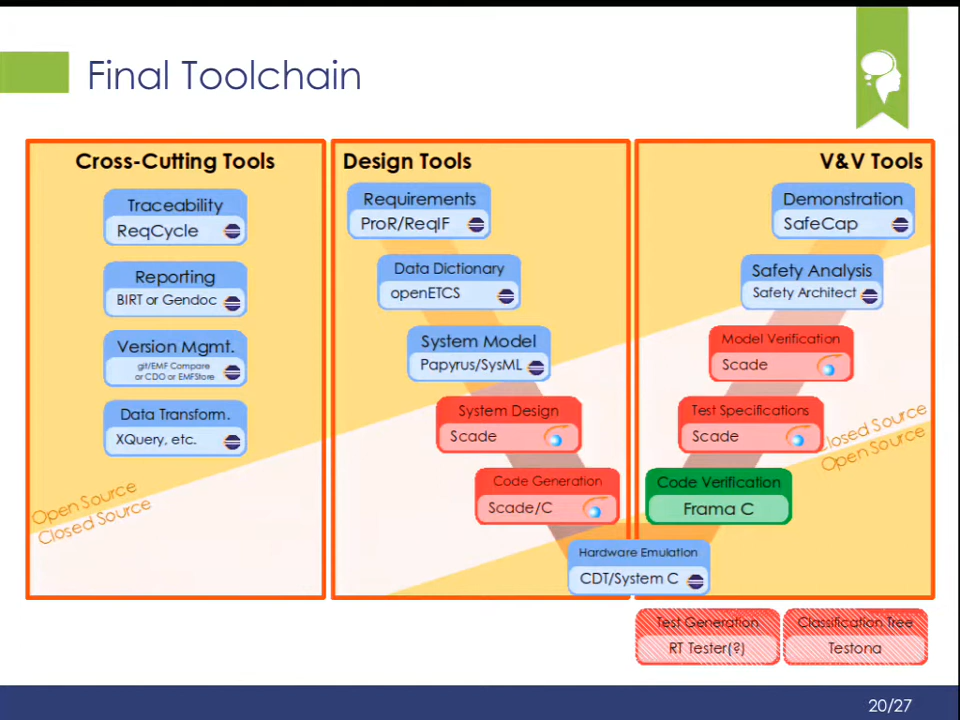 Final Toolchain
Cross-Cutting Tools
Traceability
ReqCycle
Reporting
BIRT or Gendoc
Version Mgmt.
git/EMF Compare
or CDO or EMFStore
Data Transform.
XQuery, etc.
Open Source
Closed Source
Design Tools
Requirements
ProR/ReqIF
Data Dictionary
openETCS
System Model
Papyrus/SysML
System Design
Scade
Code Generation
Scade/C
Hardware Emulation
CDT/System C
V&V Tools
Demonstration
SafeCap
Safety Analysis
Safety Architect
Model Verification
Scade
Test Specifications
Scade
Closed Source
Open Source
Code Verification
Frama C
Test Generation
RT Tester(?)
Classification Tree
Testona
20/27